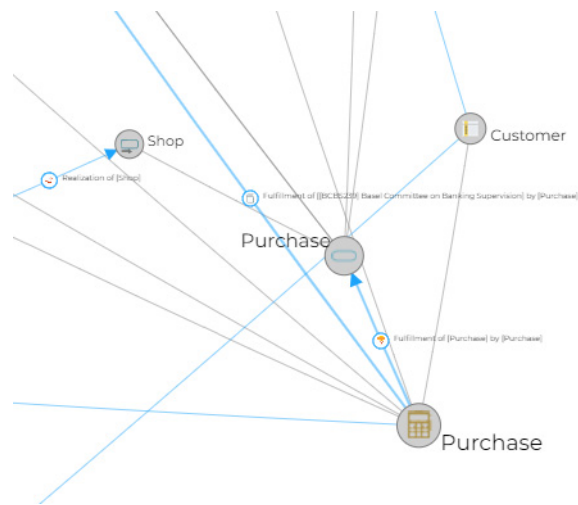 Shop
Customer
Realization of [Shop]
Fulfillment of [[BCBS239] Basel Committee on Banking Supervision] by [Purchase]
Purchase
Fulfillment of [Purchase] by [Purchase]
Purchase